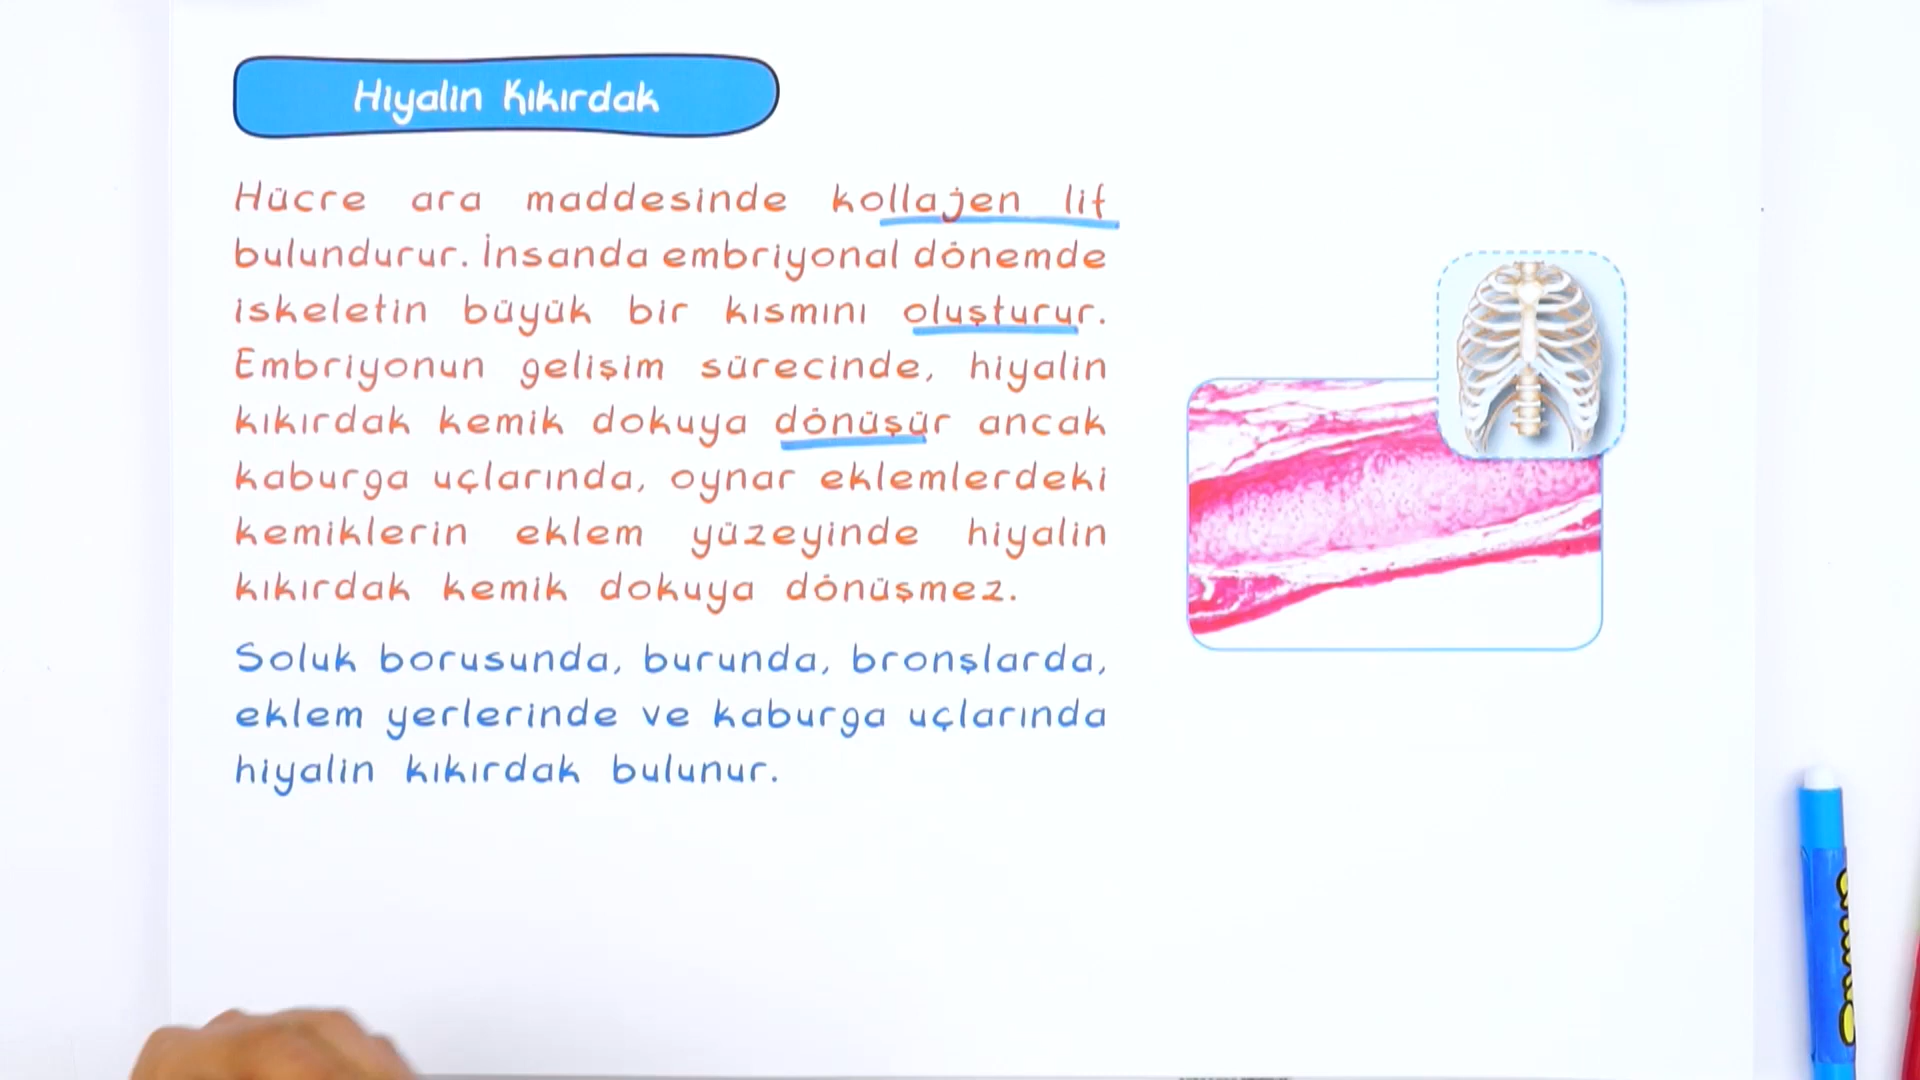 Hiyalin Kıkırdak
Hücre ara maddesinde kollajen lif
bulundurur. İnsanda embriyonal dönemde
iskeletin büyük bir kısmını oluşturur.
Embriyonun gelişim sürecinde, hiyalin
kıkırdak kemik dokuya dönüşür ancak
kaburga uçlarında, oynar eklemlerdeki
kemiklerin eklem yüzeyinde hiyalin
kıkırdak kemik dokuya dönüşmez.
Soluk borusunda, burunda, bronşlarda,
eklem yerlerinde ve kaburga uçlarında
hiyalin kıkırdak bulunur.